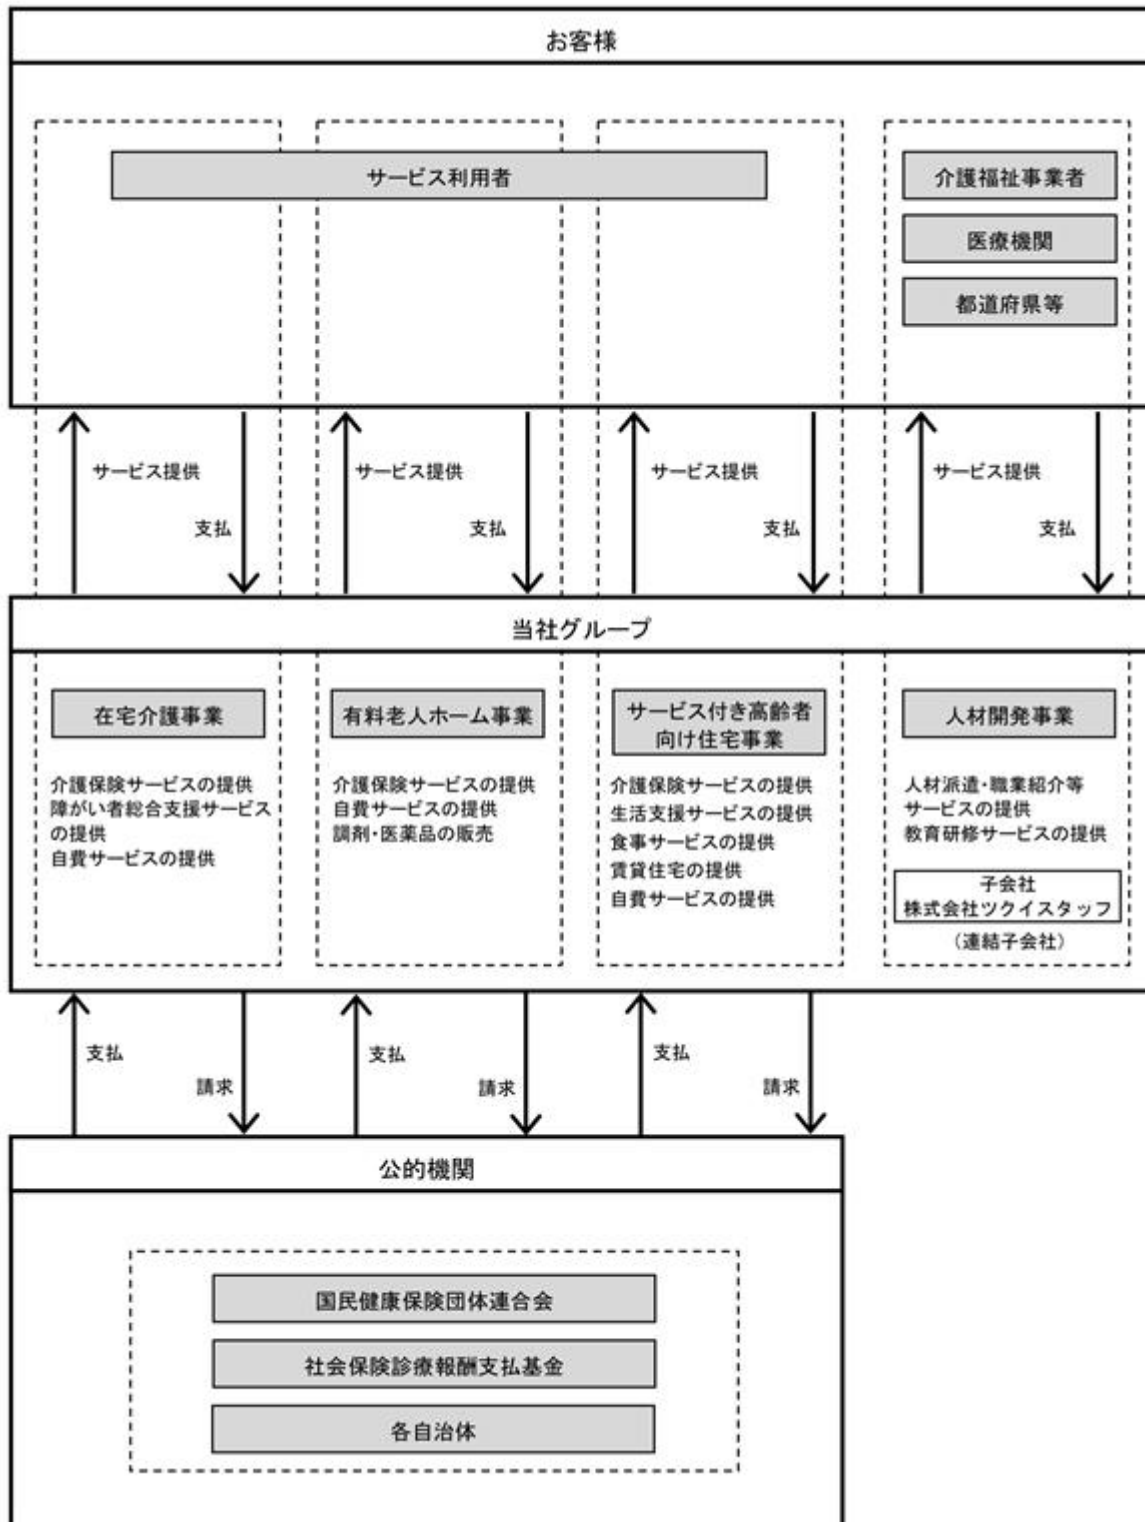 お客様
サービス利用者
介護福祉事業者
医療機関
都道府県等
サービス提供
支払
サービス提供
支払
サービス提供
支払
サービス提供
支払
当社グループ
在宅介護事業
介護保険サービスの提供
障がい者総合支援サービス
の提供
自費サービスの提供
有料老人ホーム事業
介護保険サービスの提供
自費サービスの提供
調剤・医薬品の販売
サービス付き高齢者
向け住宅事業
介護保険サービスの提供
生活支援サービスの提供
食事サービスの提供
賃貸住宅の提供
自費サービスの提供
人材開発事業
人材派遣・職業紹介等
サービスの提供
教育研修サービスの提供
子会社
株式会社ツクイスタッフ
（連結子会社）
支払
請求
支払
請求
支払
請求
公的機関
国民健康保険団体連合会
社会保険診療報酬支払基金
各自治体